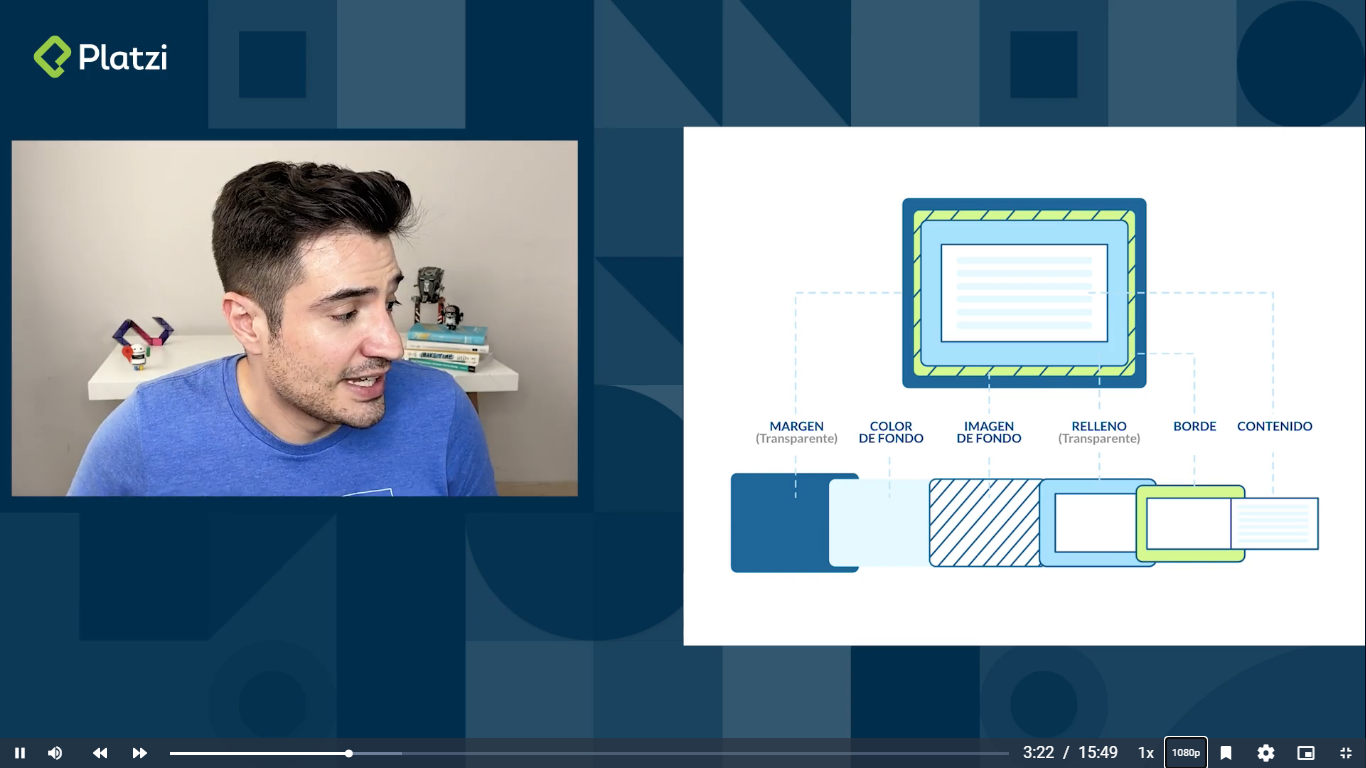 Platzi
MARGEN
(Transparente)
COLOR
DE FONDO
IMAGEN
DE FONDO
RELLENO
(Transparente)
BORDE
CONTENIDO
3:22 / 15:49
1x
1080p